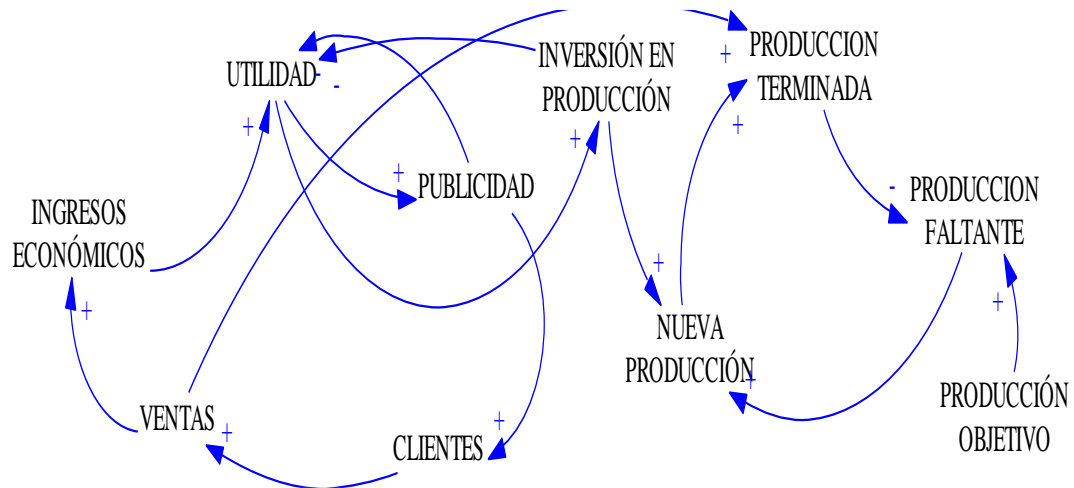 UTILIDAD
-
-
INVERSIÓN EN
PRODUCCIÓN
+
PRODUCCION
TERMINADA
+
+
+
+
PUBLICIDAD
-
PRODUCCION
FALTANTE
INGRESOS
ECONÓMICOS
+
+
+
+
NUEVA
PRODUCCIÓN
+
PRODUCCIÓN
OBJETIVO
VENTAS
+
CLIENTES
+